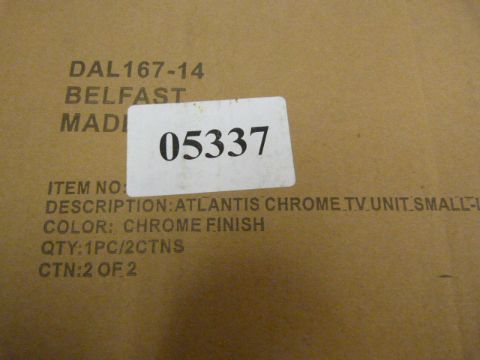 DAL167-14
BELFAST
MADE
05337
ITEM NO:
DESCRIPTION:ATLANTIS CHROME TV UNIT SMALL-
COLOR: CHROME FINISH
QTY:1PC/2CTNS
CTN:2 OF 2